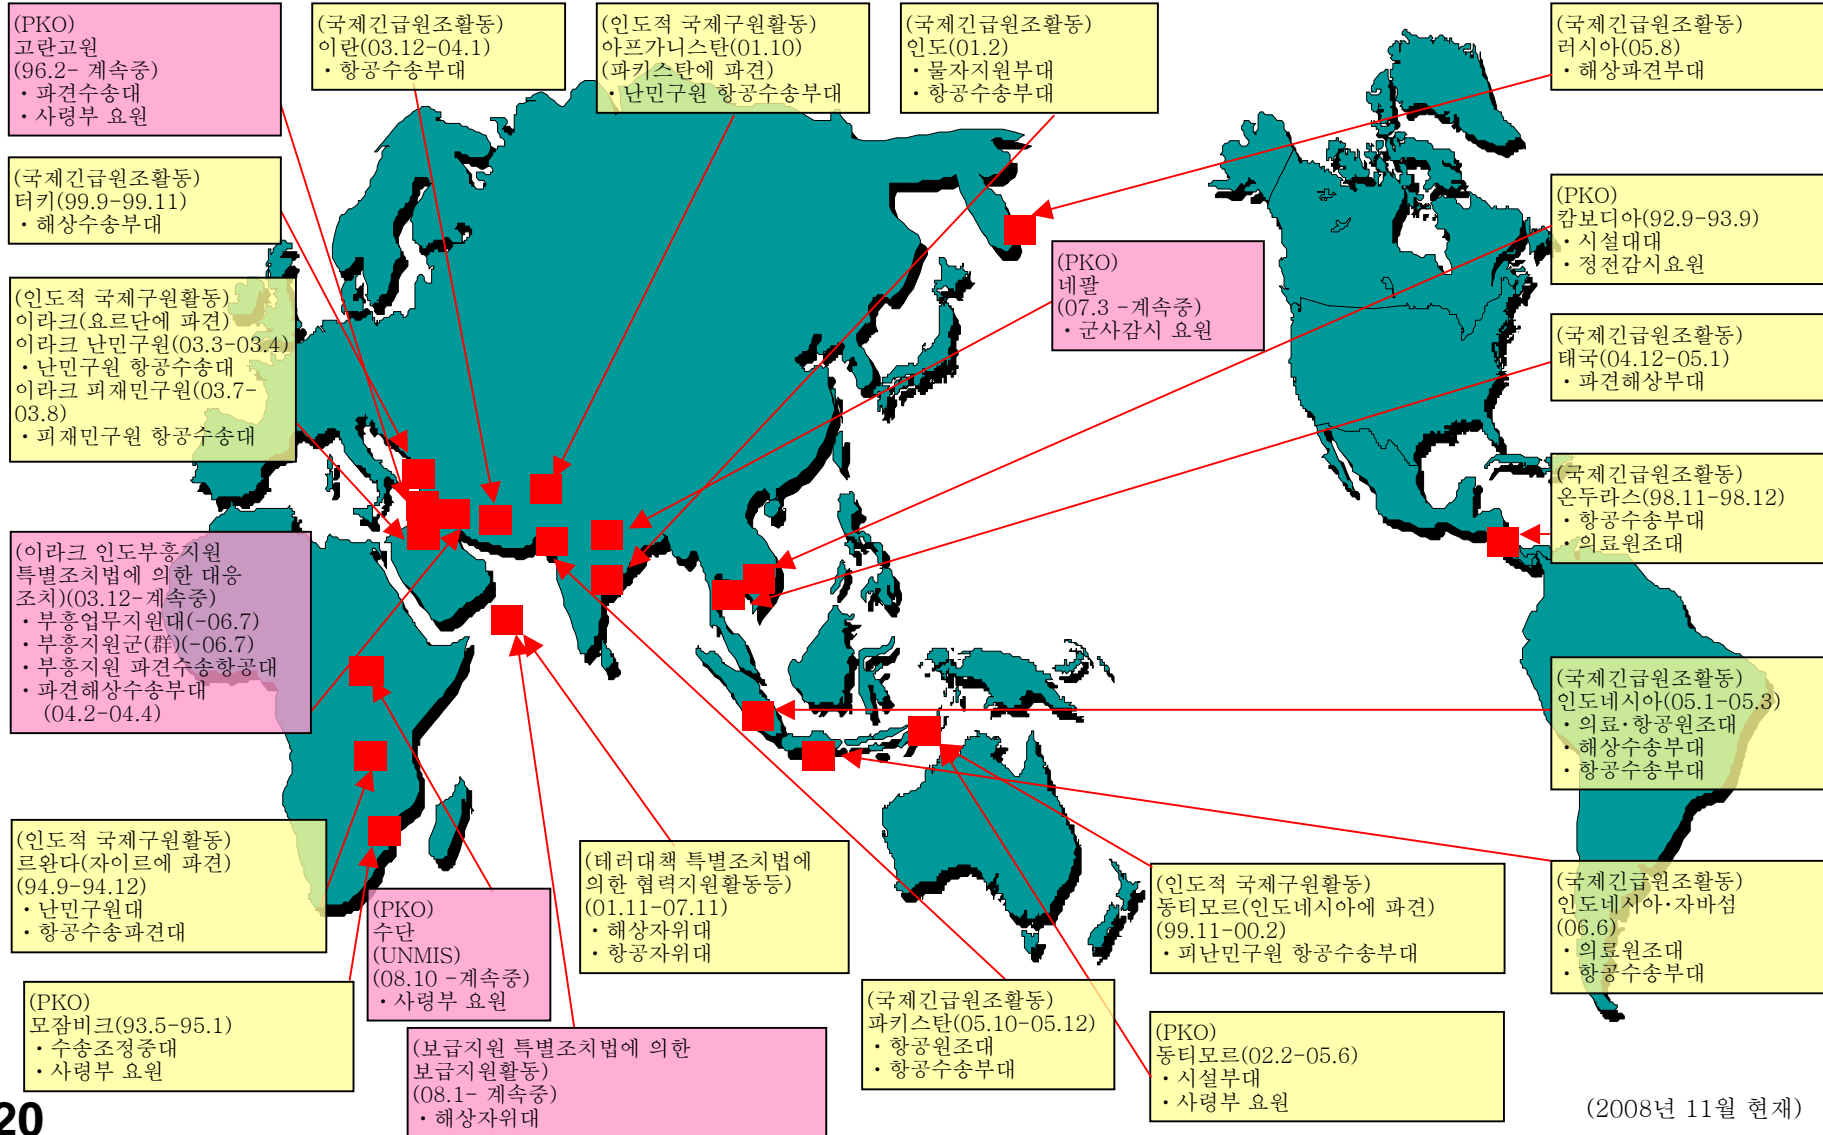 (PKO)
고란고원
(96.2- 계속중)
・파견수송대
・사령부 요원
(국제긴급원조활동)
이란(03.12-04.1)
・항공수송부대
(인도적 국제구원활동)
아프가니스탄(01.10)
(파키스탄에 파견)
・난민구원 항공수송부대
(국제긴급원조활동)
인도(01.2)
・물자지원부대
・항공수송부대
(국제긴급원조활동)
러시아(05.8)
・해상파견부대
(국제긴급원조활동)
터키(99.9-99.11)
・해상수송부대
(PKO)
캄보디아(92.9-93.9)
・시설대대
・정전감시요원
(PKO)
네팔
(07.3 -계속중)
・군사감시 요원
(인도적 국제구원활동)
이라크(요르단에 파견)
이라크 난민구원(03.3-03.4)
・난민구원 항공수송대
이라크 피재민구원(03.7-
03.8)
・피재민구원 항공수송대
(국제긴급원조활동)
태국(04.12-05.1)
・파견해상부대
(국제긴급원조활동)
온두라스(98.11-98.12)
・항공수송부대
・의료원조대
(이라크 인도부흥지원
특별조치법에 의한 대응
조치)(03.12-계속중)
・부흥업무지원대(-06.7)
・부흥지원군(群)(-06.7)
・부흥지원 파견수송항공대
・파견해상수송부대
(04.2-04.4)
(국제긴급원조활동)
인도네시아(05.1-05.3)
・의료・항공원조대
・해상수송부대
・항공수송부대
(인도적 국제구원활동)
르완다(자이르에 파견)
(94.9-94.12)
・난민구원대
・항공수송파견대
(PKO)
수단
(UNMIS)
(08.10 -계속중)
・사령부 요원
(테러대책 특별조치법에
의한 협력지원활동등)
(01.11-07.11)
・해상자위대
・항공자위대
(인도적 국제구원활동)
동티모르(인도네시아에 파견)
(99.11-00.2)
・피난민구원 항공수송부대
(국제긴급원조활동)
인도네시아・자바섬
(06.6)
・의료원조대
・항공수송부대
(PKO)
모잠비크(93.5-95.1)
・수송조정중대
・사령부 요원
(보급지원 특별조치법에 의한
보급지원활동)
(08.1- 계속중)
・해상자위대
(국제긴급원조활동)
파키스탄(05.10-05.12)
・항공원조대
・항공수송부대
(PKO)
동티모르(02.2-05.6)
・시설부대
・사령부 요원
(2008년 11월 현재)
20